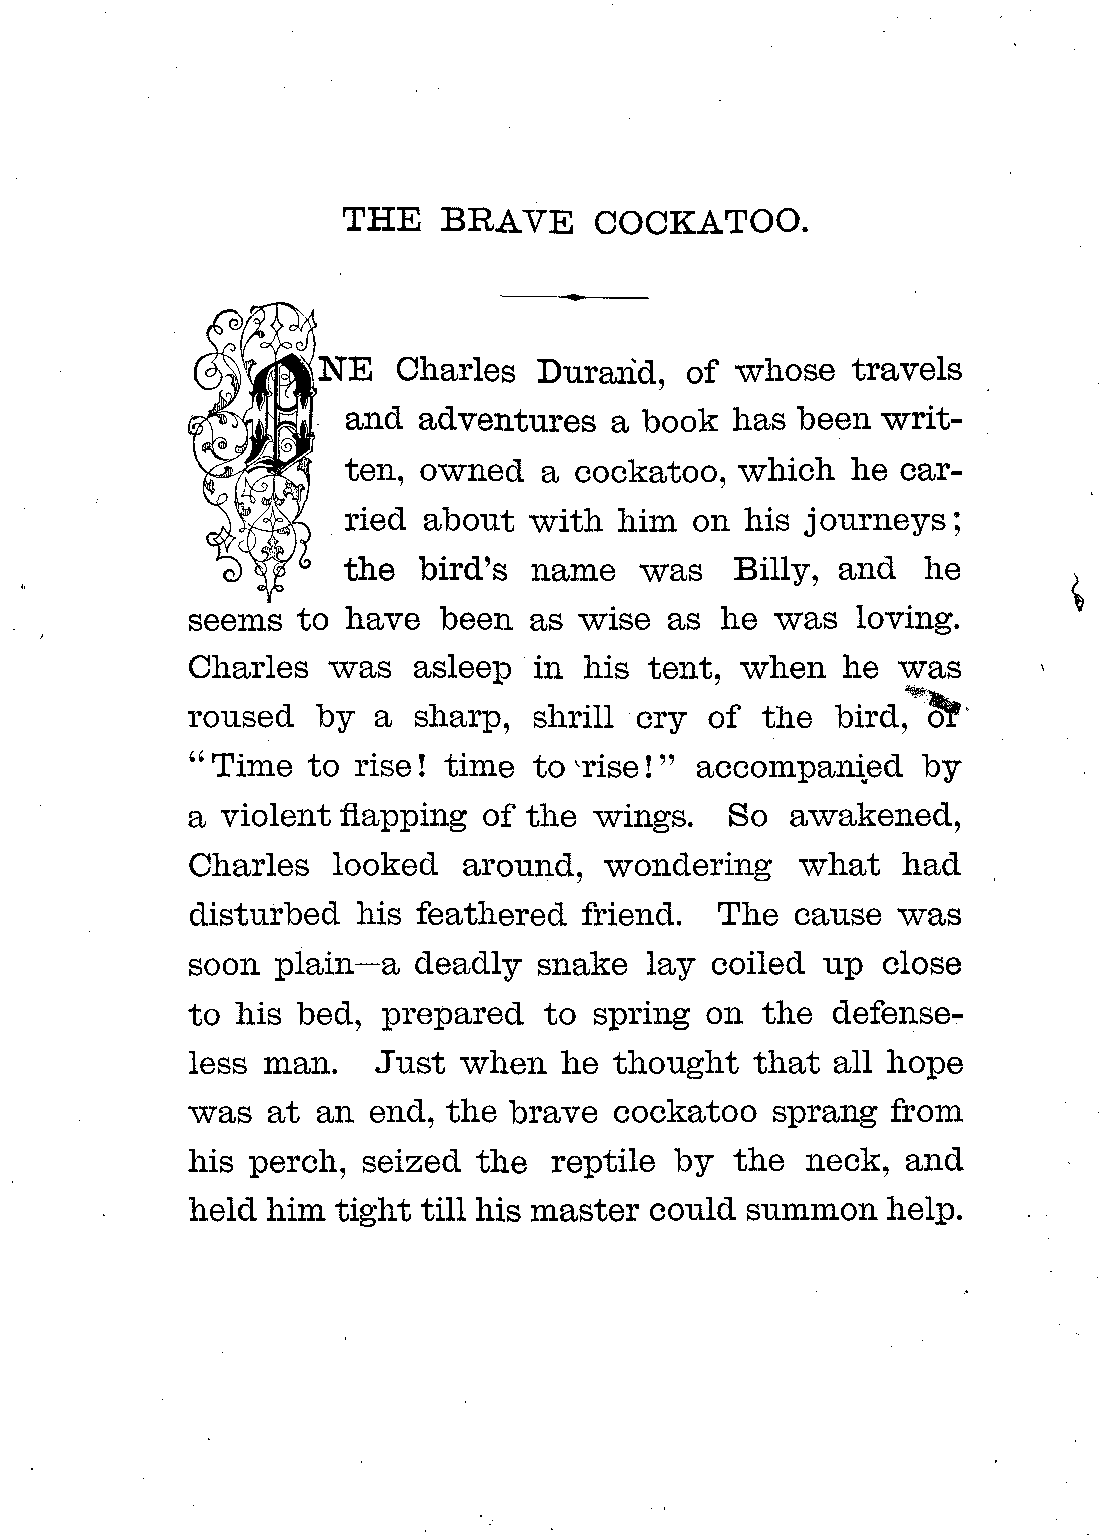 THE BRAVE COCKATOO.
ONE Charles Durand, of whose travels
and adventures a book has been writ-
ten, owned a cockatoo, which he car-
ried about with him on his journeys;
the bird's name was Billy, and he
seems to have been as wise as he was loving.
Charles was asleep in his tent, when he was
roused by a sharp, shrill cry of the bird, of
"Time to rise! time to rise!" accompanied by
a violent flapping of the wings. So awakened,
Charles looked around, wondering what had
disturbed his feathered friend. The cause was
soon plain—a deadly snake lay coiled up close
to his bed, prepared to spring on the defense-
less man. Just when he thought that all hope
was at an end, the brave cockatoo sprang from
his perch, seized the reptile by the neck, and
held him tight till his master could summon help.